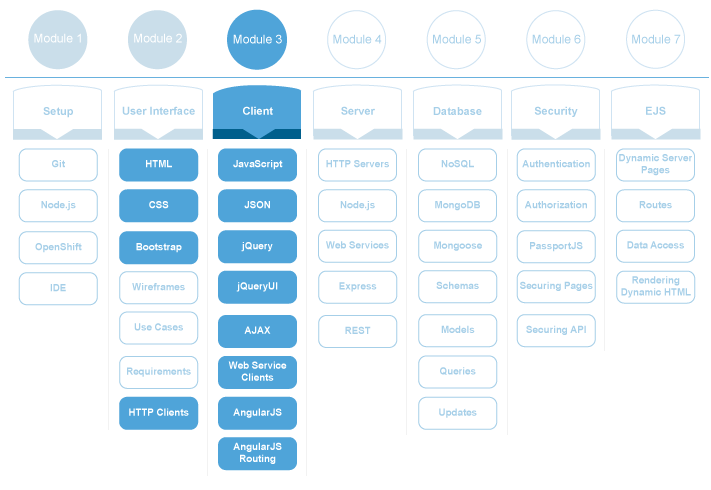 Module 1
Module 2
Module 3
Module 4
Module 5
Module 6
Module 7
Setup
User Interface
Client
Server
Database
Security
EJS
Git
Node.js
OpenShift
IDE
HTML
CSS
Bootstrap
Wireframes
Use Cases
Requirements
HTTP Clients
JavaScript
JSON
jQuery
jQueryUI
AJAX
Web Service
Clients
AngularJS
AngularJS
Routing
HTTP Servers
Node.js
Web Services
Express
REST
NoSQL
MongoDB
Mongoose
Schemas
Models
Queries
Updates
Authentication
Authorization
PassportJS
Securing Pages
Securing API
Dynamic Server
Pages
Routes
Data Access
Rendering
Dynamic HTML